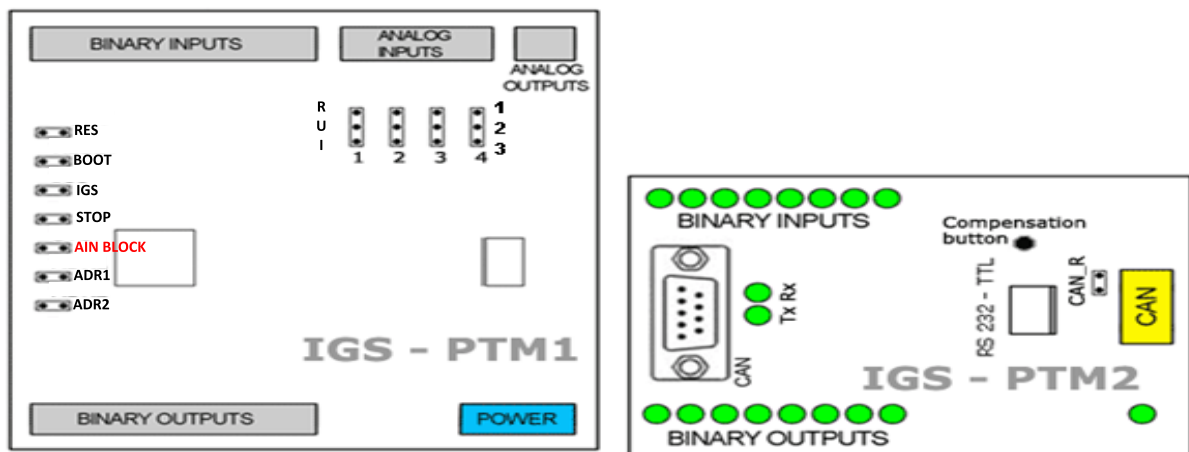 BINARY INPUTS
ANALOG
INPUTS
ANALOG
OUTPUTS
R
U
I
1
2
3
1 2 3 4
RES
BOOT
IGS
STOP
AIN BLOCK
ADR1
ADR2
IGS - PTM1
BINARY OUTPUTS
POWER
BINARY INPUTS
Compensation
button
Tx Rx
CAN
RS 232 - TTL
CAN_R
CAN
IGS - PTM2
BINARY OUTPUTS